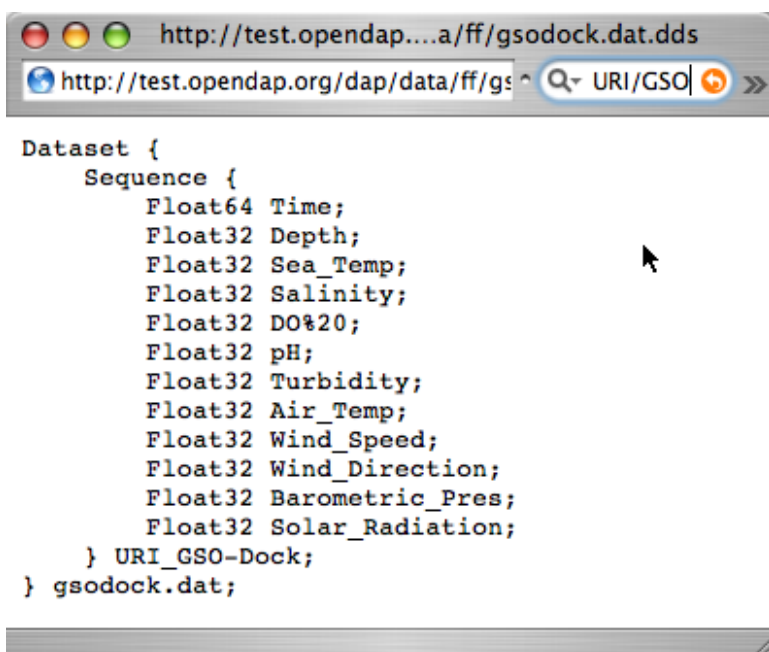 http://test.opendap....a/ff/gsodock.dat.dds
http://test.opendap.org/dap/data/ff/gs URI/GSO
Dataset {
    Sequence {
        Float64 Time;
        Float32 Depth;
        Float32 Sea_Temp;
        Float32 Salinity;
        Float32 DO%20;
        Float32 pH;
        Float32 Turbidity;
        Float32 Air_Temp;
        Float32 Wind_Speed;
        Float32 Wind_Direction;
        Float32 Barometric_Pres;
        Float32 Solar_Radiation;
    } URI_GSO-Dock;
} gsodock.dat;